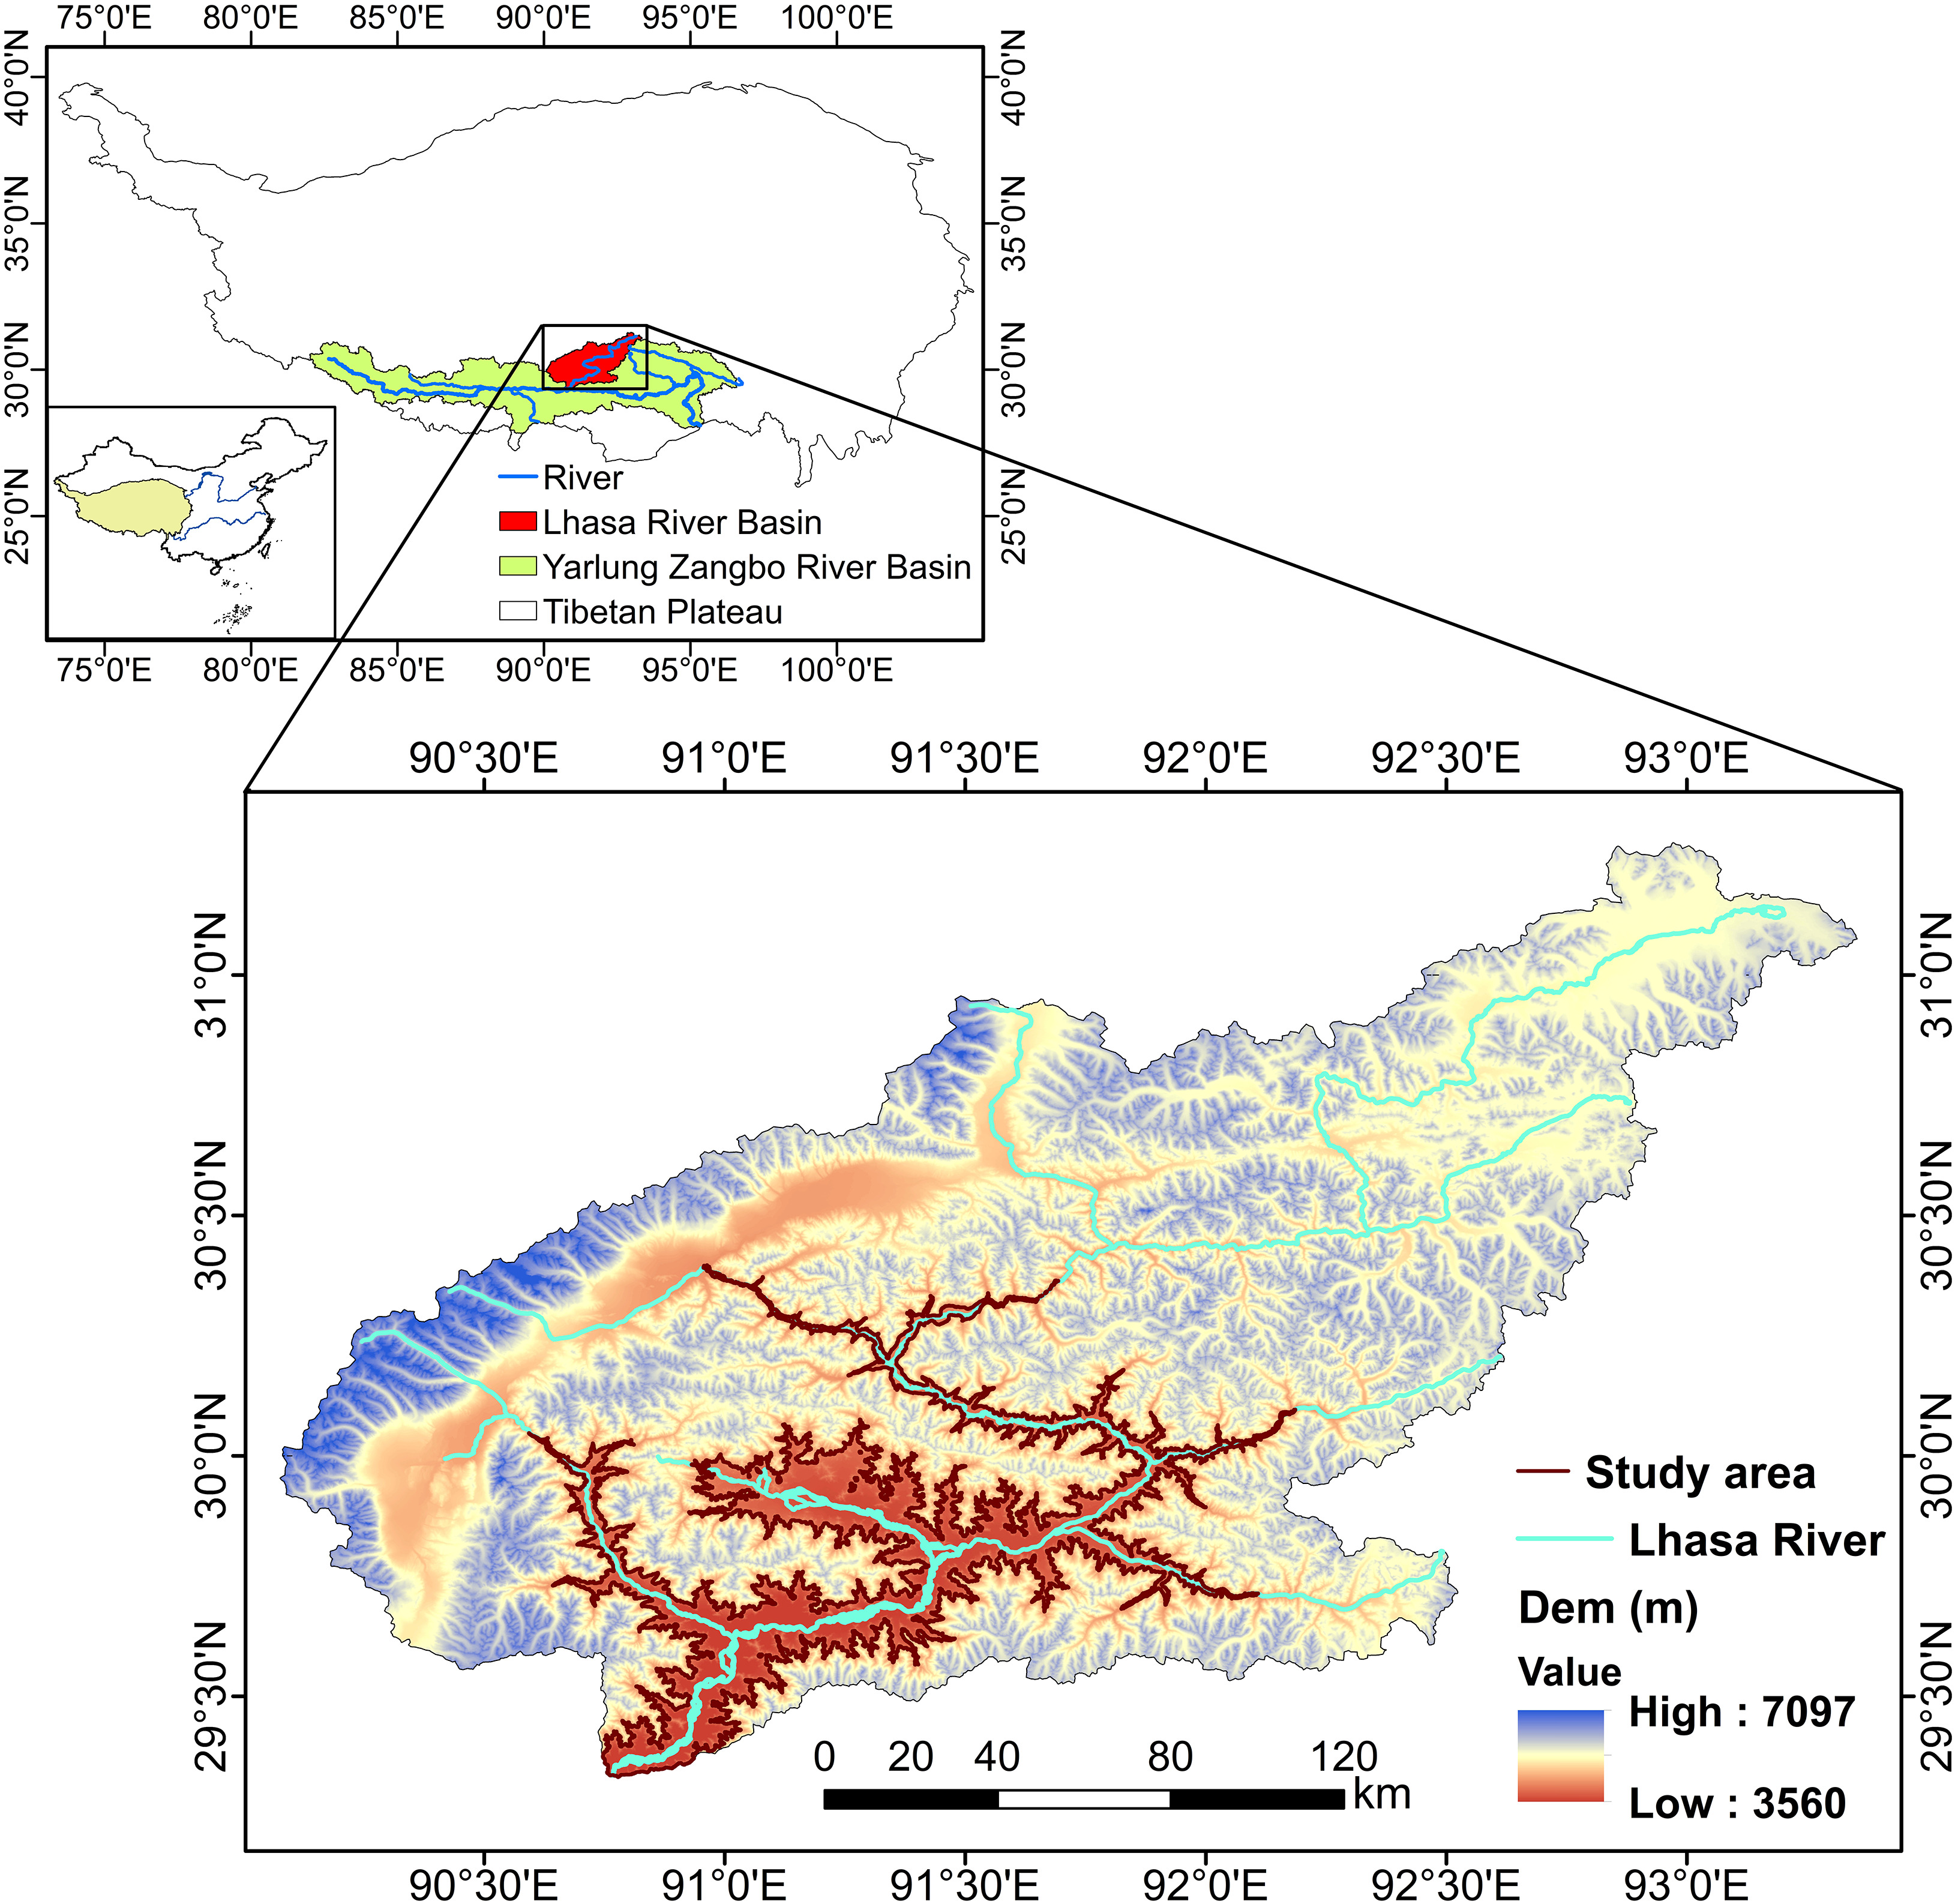 75°0'E 80°0'E 85°0'E 90°0'E 95°0'E 100°0'E
40°0'N 40°0'N
35°0'N 35°0'N
30°0'N 30°0'N
25°0'N 25°0'N
River
Lhasa River Basin
Yarlung Zangbo River Basin
Tibetan Plateau
75°0'E 80°0'E 85°0'E 90°0'E 95°0'E 100°0'E
90°30'E 91°0'E 91°30'E 92°0'E 92°30'E 93°0'E
31°0'N 31°0'N
30°30'N 30°30'N
30°0'N 30°0'N
29°30'N 29°30'N
Study area
Lhasa River
Dem (m)
Value
High : 7097
Low : 3560
0 20 40 80 120
km
90°30'E 91°0'E 91°30'E 92°0'E 92°30'E 93°0'E